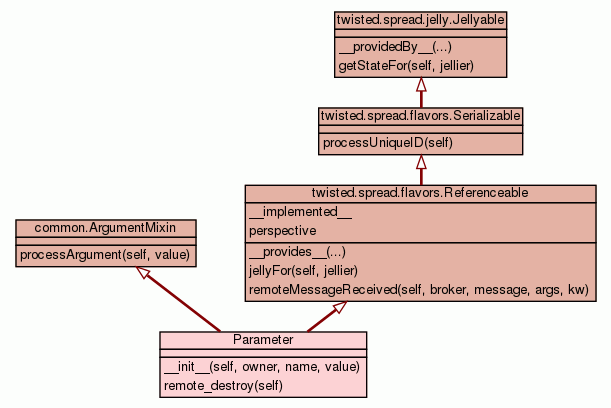 twisted.spread.jelly.Jellyable
__providedBy__(...)
getStateFor(self, jellier)
twisted.spread.flavors.Serializable
processUniqueID(self)
twisted.spread.flavors.Referenceable
__implemented__
perspective
__provides__(...)
jellyFor(self, jellier)
remoteMessageReceived(self, broker, message, args, kw)
common.ArgumentMixin
processArgument(self, value)
Parameter
__init__(self, owner, name, value)
remote_destroy(self)